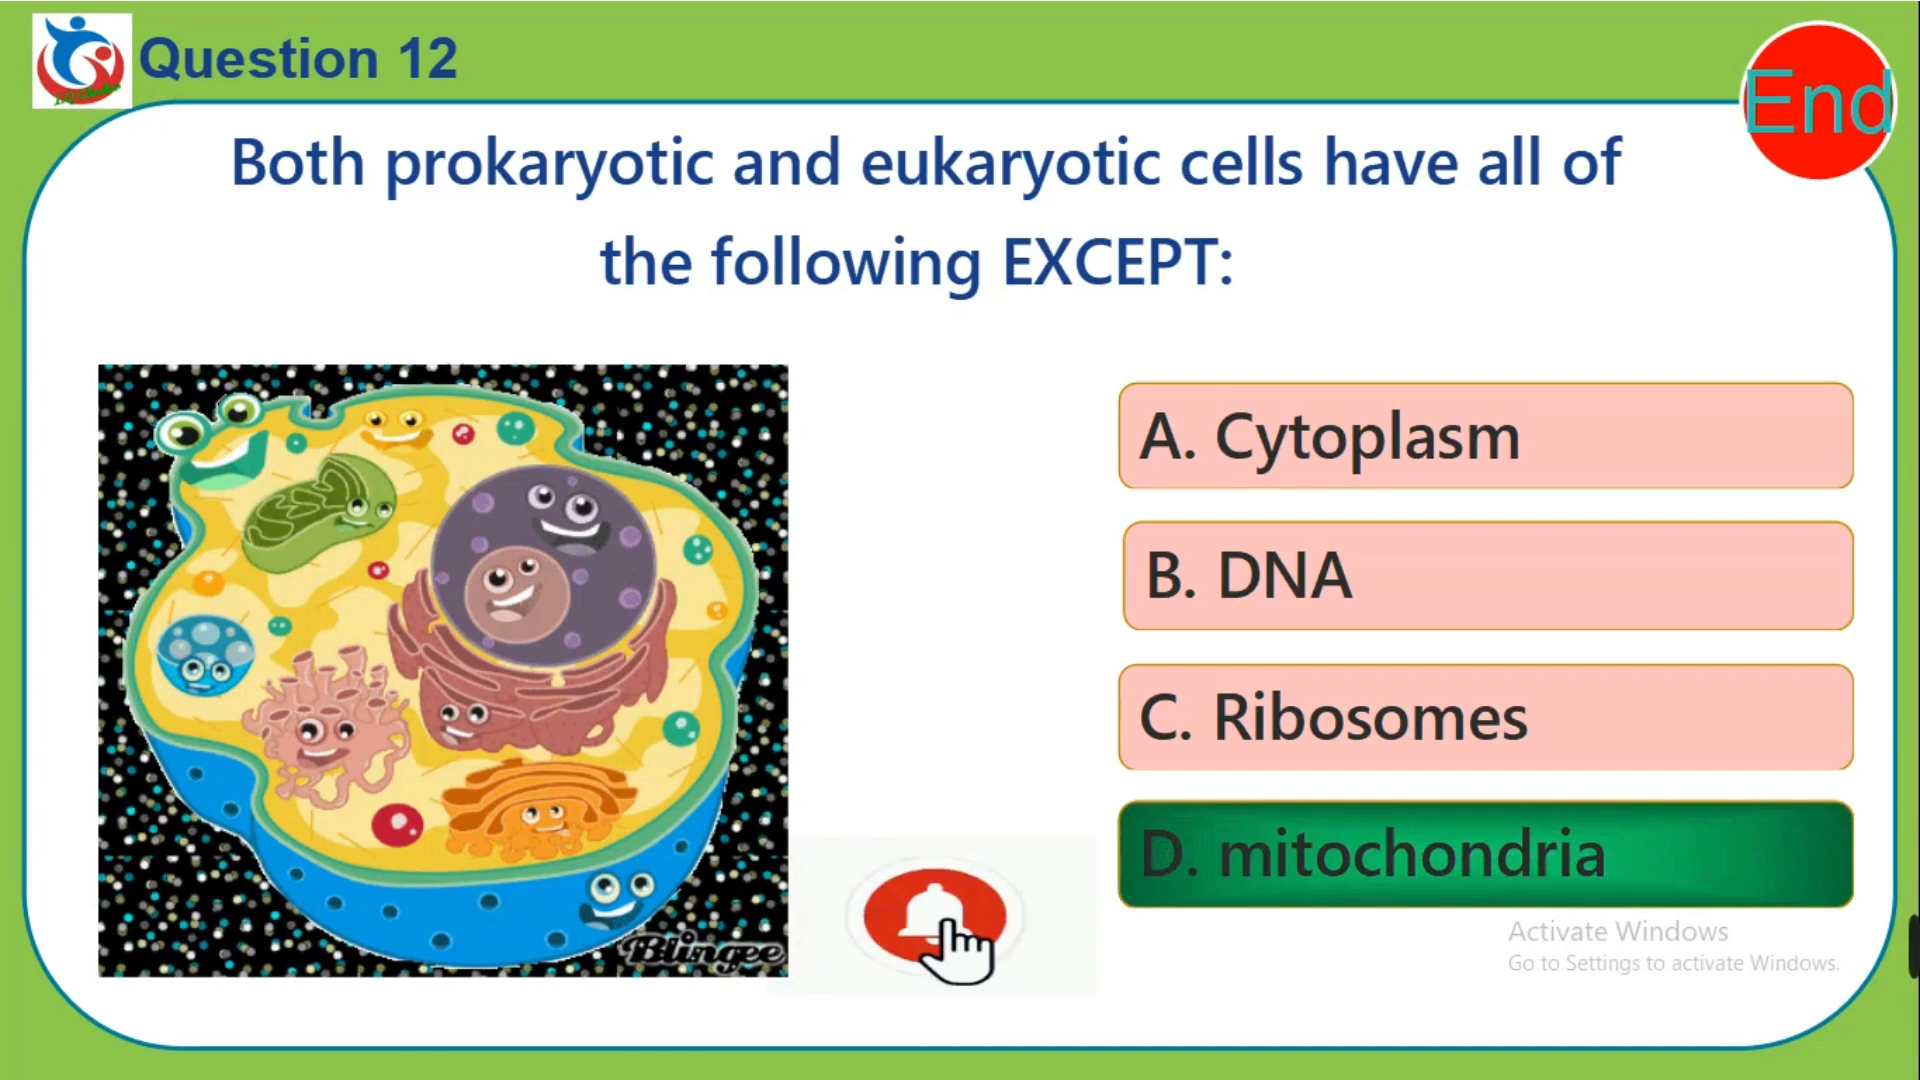 Question 12
End
Both prokaryotic and eukaryotic cells have all of
the following EXCEPT:
A. Cytoplasm
B. DNA
C. Ribosomes
D. mitochondria
Blingee
Activate Windows
Go to Settings to activate Windows.